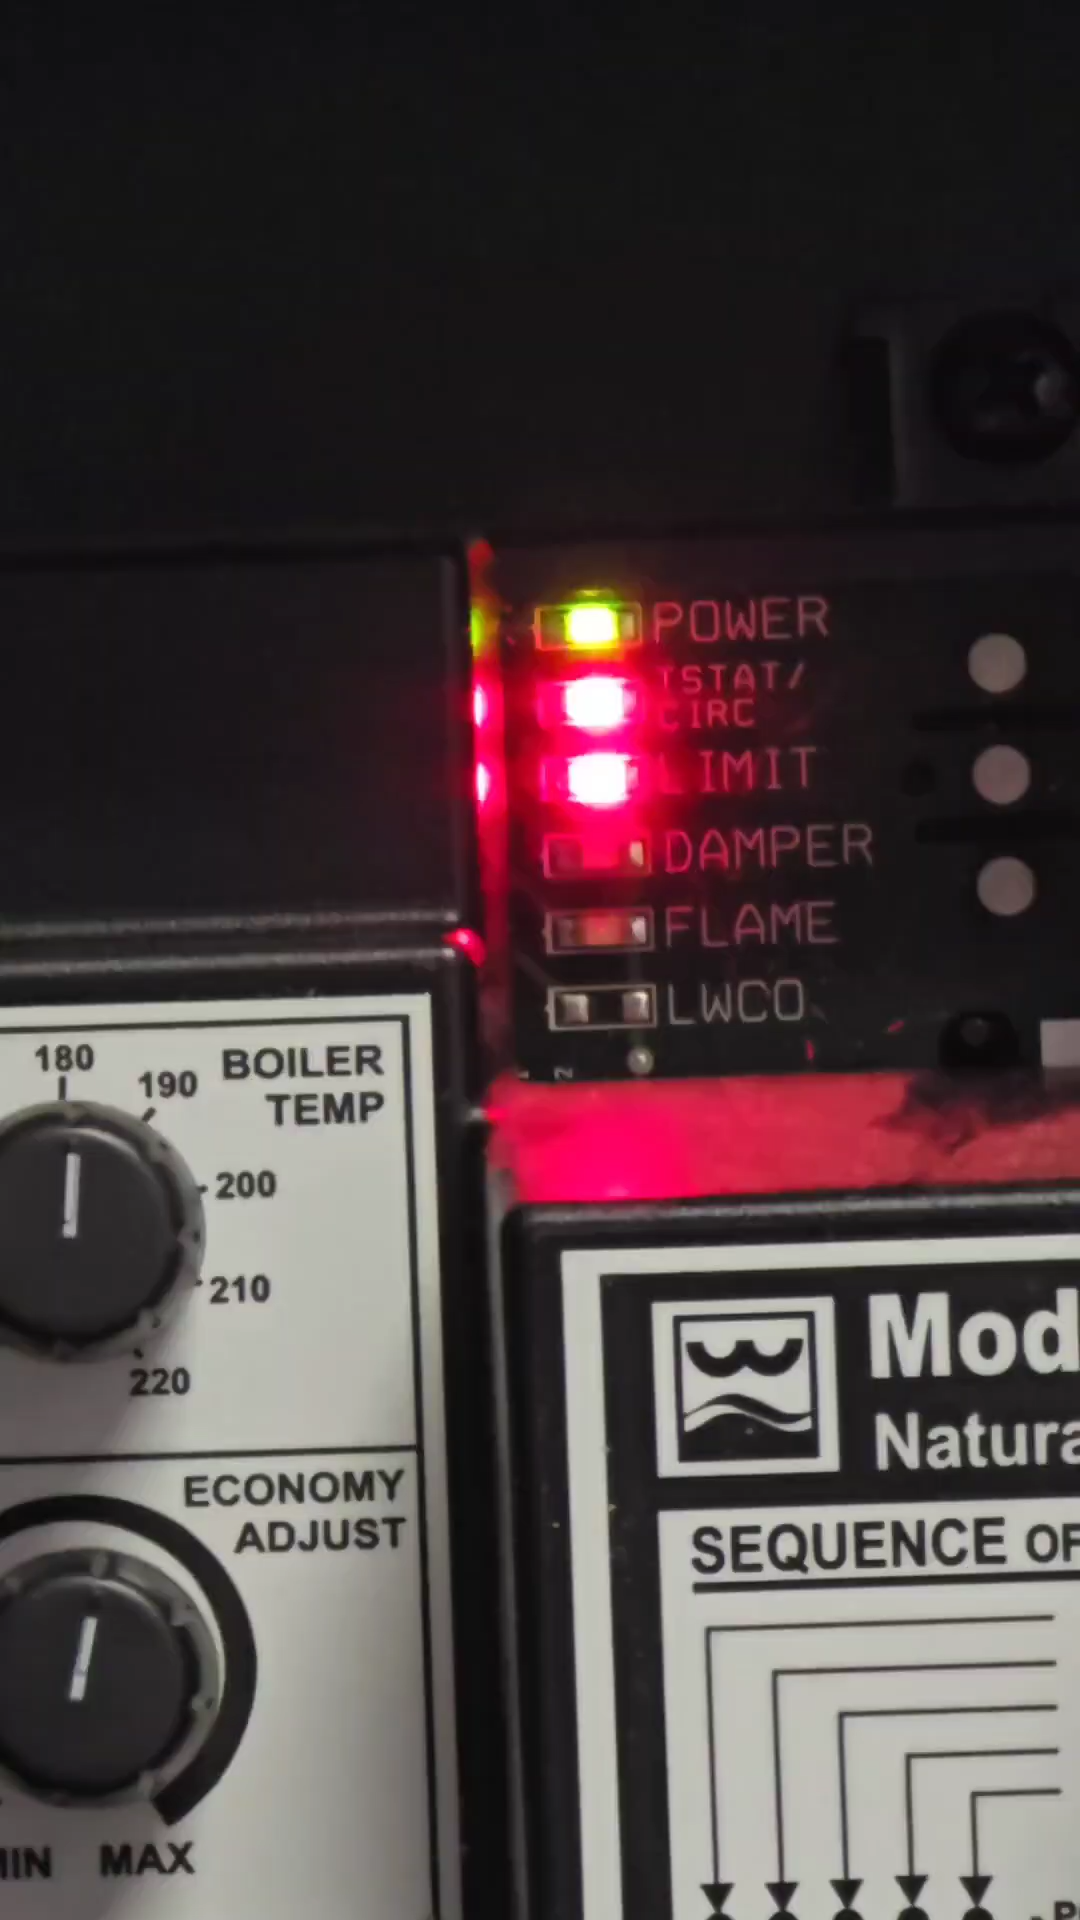 POWER
TSTAT/
CIRC
LIMIT
DAMPER
FLAME
LWCO
180
190
BOILER
TEMP
200
210
220
ECONOMY
ADJUST
MAX
Mod
Natura
SEQUENCE OF